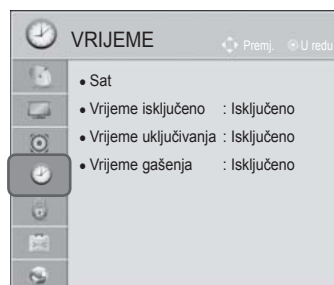 VRIJEME Premj. U redu
• Sat
• Vrijeme isključeno : Isključeno
• Vrijeme uključivanja : Isključeno
• Vrijeme gašenja : Isključeno